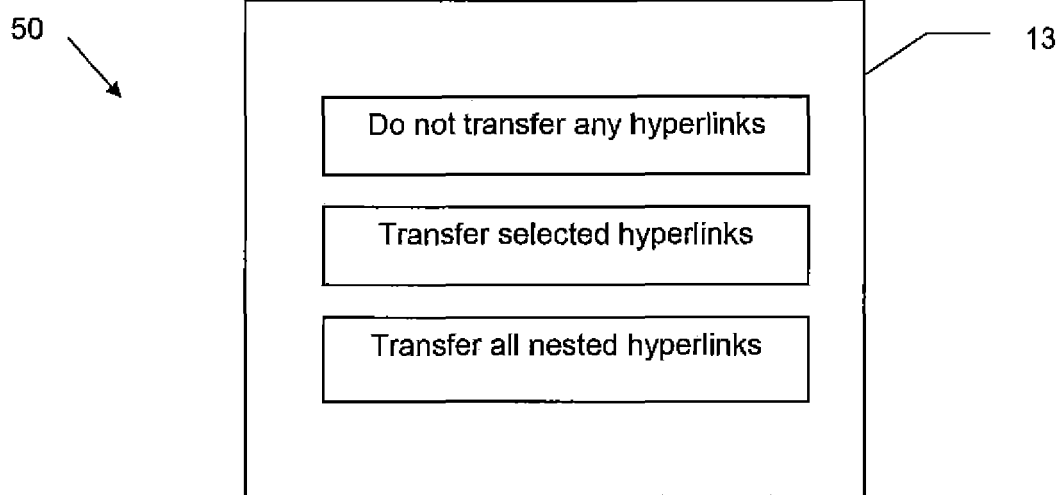 50
13
Do not transfer any hyperlinks
Transfer selected hyperlinks
Transfer all nested hyperlinks